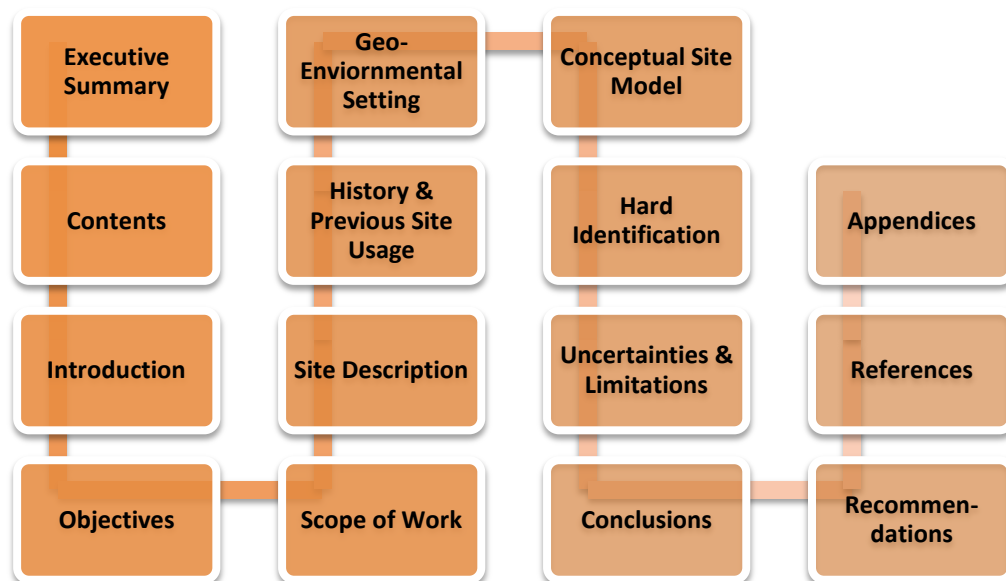 Executive
Summary
Contents
Introduction
Objectives
Scope of Work
Site Description
History &
Previous Site
Usage
Geo-
Enviornmental
Setting
Conceptual Site
Model
Hard
Identification
Uncertainties &
Limitations
Conclusions
Recommen-
dations
References
Appendices